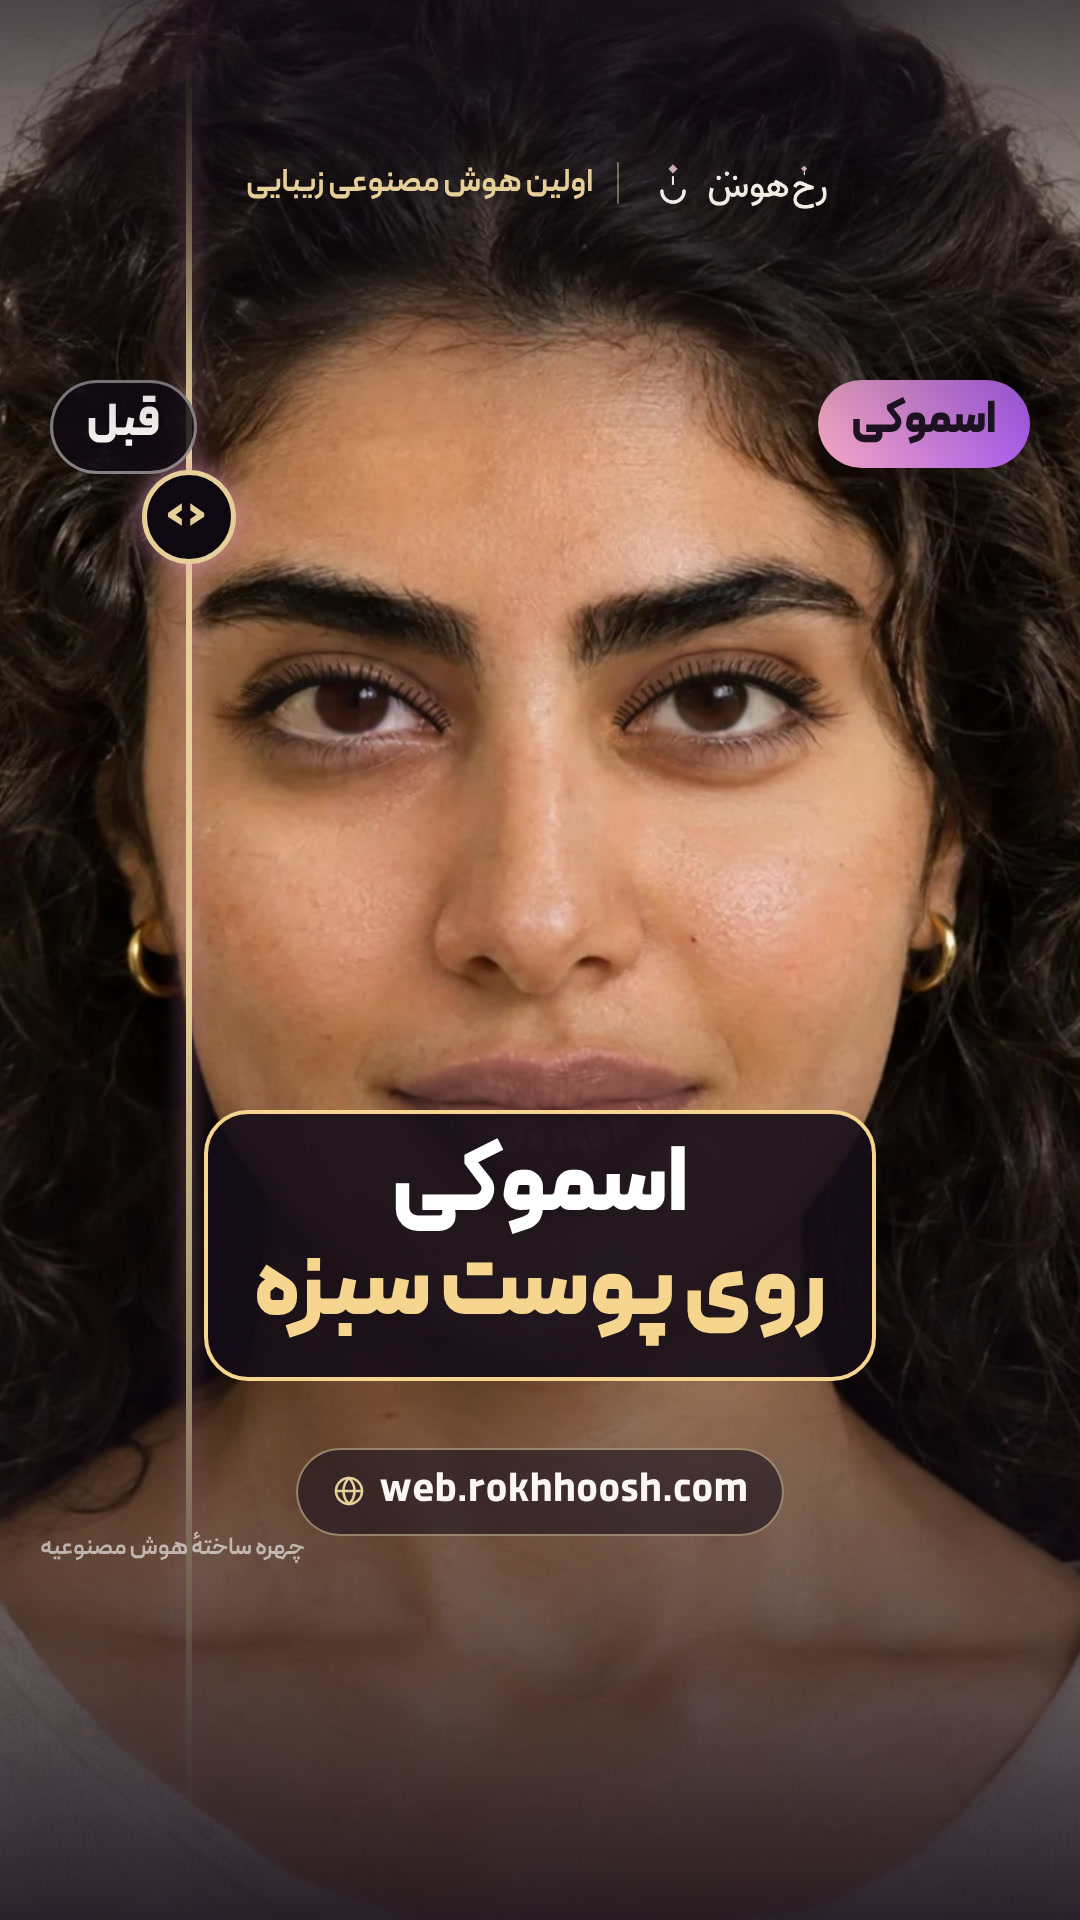 رخ‌هوش | اولین هوش مصنوعی زیبایی
اسموکی
قبل
اسموکی
روی پوست سبزه
web.rokhhoosh.com
چهره ساختهٔ هوش مصنوعیه